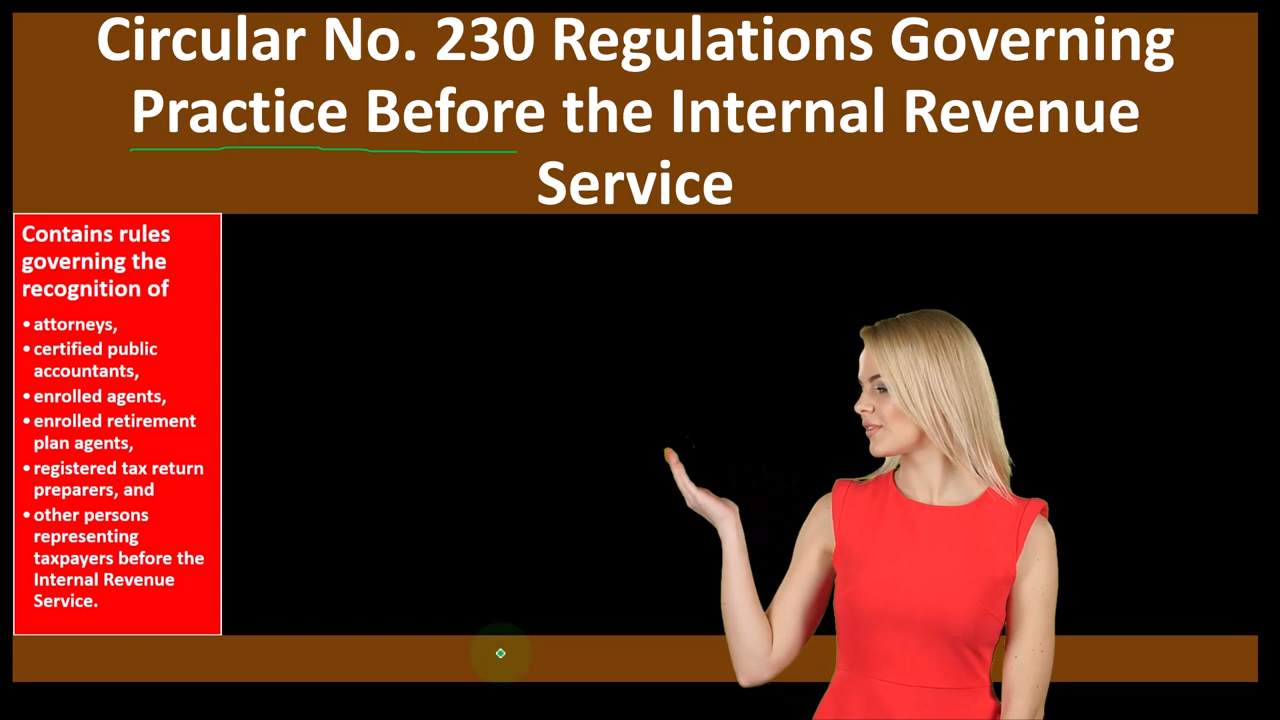 Circular No. 230 Regulations Governing
Practice Before the Internal Revenue
Service
Contains rules
governing the
recognition of
• attorneys,
• certified public
accountants,
• enrolled agents,
• enrolled retirement
plan agents,
• registered tax return
preparers, and
• other persons
representing
taxpayers before the
Internal Revenue
Service.